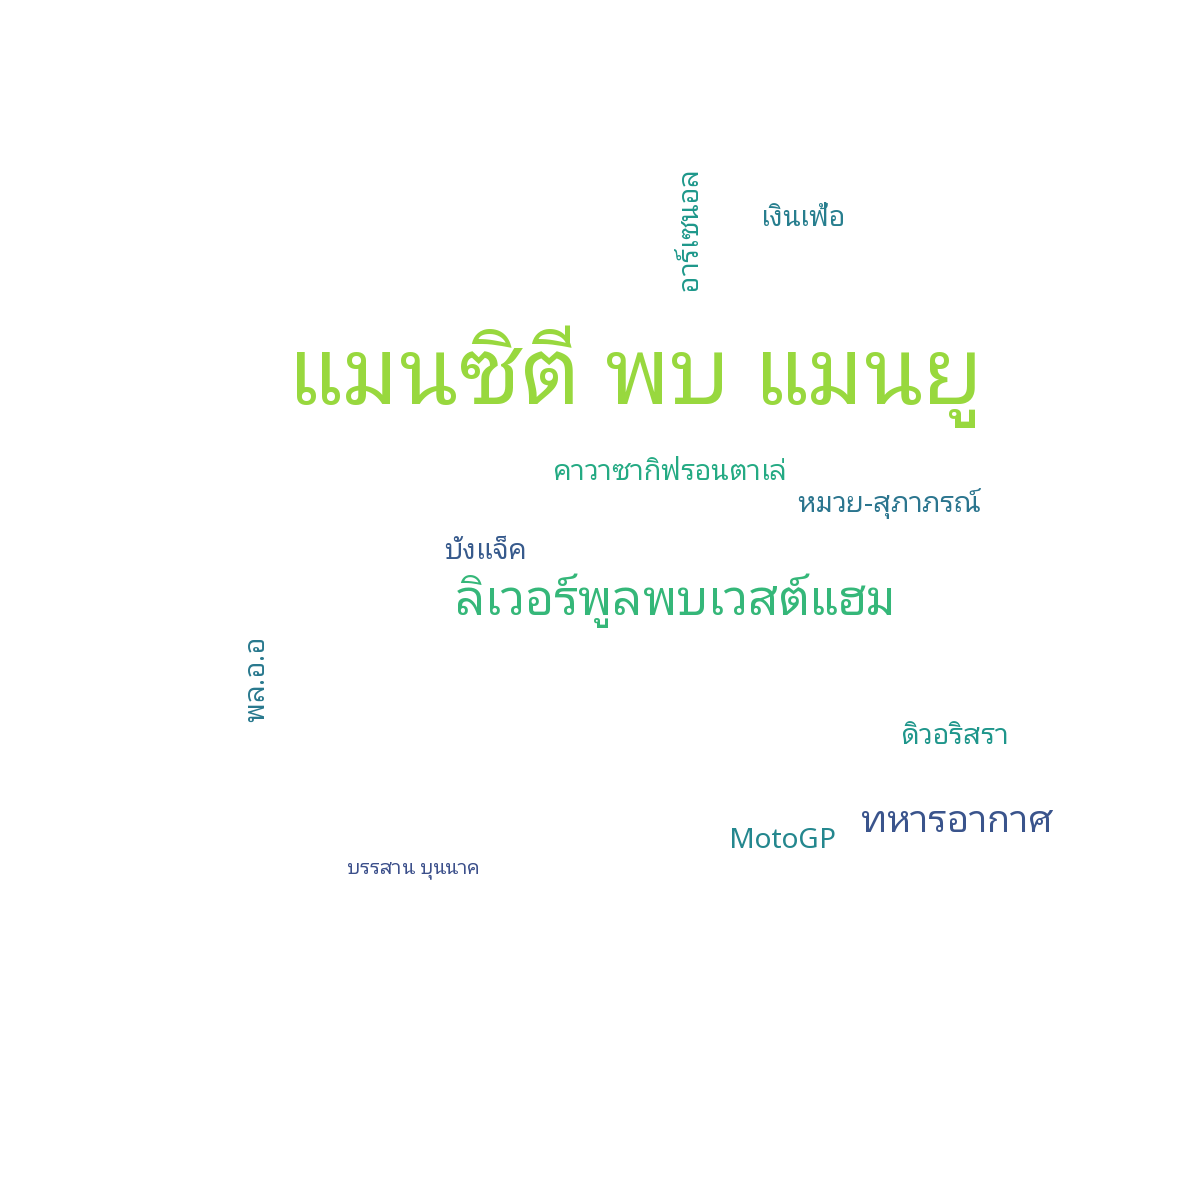 อาร์เซนอล
เงินเฟ้อ
แมนซิตี พบ แมนยู
คาวาซากิฟรอนตาเล่
หมวย-สุภาภรณ์
บังแจ็ค
ลิเวอร์พูลพบเวสต์แฮม
พล.อ.อ
ดิวอริสรา
ทหารอากาศ
MotoGP
บรรสาน บุนนาค